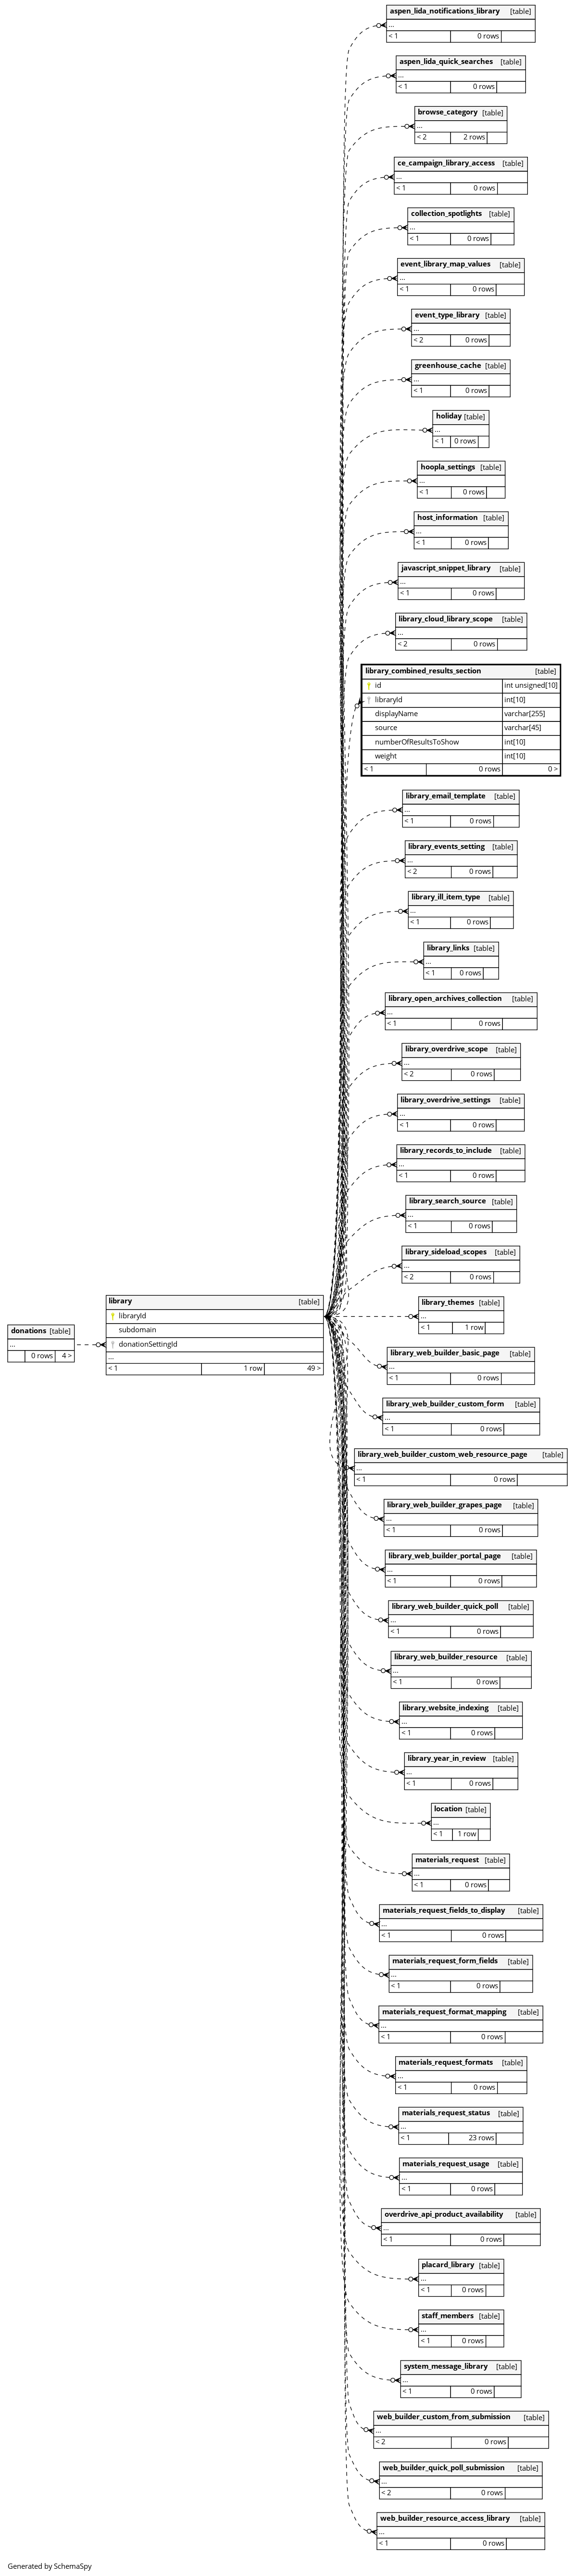 aspen_lida_notifications_library [table]
...
< 1 0 rows
aspen_lida_quick_searches [table]
...
< 1 0 rows
browse_category [table]
...
< 2 2 rows
ce_campaign_library_access [table]
...
< 1 0 rows
collection_spotlights [table]
...
< 1 0 rows
event_library_map_values [table]
...
< 1 0 rows
event_type_library [table]
...
< 2 0 rows
greenhouse_cache [table]
...
< 1 0 rows
holiday [table]
...
< 1 0 rows
hoopla_settings [table]
...
< 1 0 rows
host_information [table]
...
< 1 0 rows
javascript_snippet_library [table]
...
< 1 0 rows
library_cloud_library_scope [table]
...
< 2 0 rows
library_combined_results_section [table]
id int unsigned[10]
libraryId int[10]
displayName varchar[255]
source varchar[45]
numberOfResultsToShow int[10]
weight int[10]
< 1 0 rows 0 >
library_email_template [table]
...
< 1 0 rows
library_events_setting [table]
...
< 2 0 rows
library_ill_item_type [table]
...
< 1 0 rows
library_links [table]
...
< 1 0 rows
library_open_archives_collection [table]
...
< 1 0 rows
library_overdrive_scope [table]
...
< 2 0 rows
library_overdrive_settings [table]
...
< 1 0 rows
library_records_to_include [table]
...
< 1 0 rows
library_search_source [table]
...
< 1 0 rows
library_sideload_scopes [table]
...
< 2 0 rows
library [table]
libraryId
subdomain
donationSettingId
...
< 1 1 row 49 >
donations [table]
...
0 rows 4 >
library_themes [table]
...
< 1 1 row
library_web_builder_basic_page [table]
...
< 1 0 rows
library_web_builder_custom_form [table]
...
< 1 0 rows
library_web_builder_custom_web_resource_page [table]
...
< 1 0 rows
library_web_builder_grapes_page [table]
...
< 1 0 rows
library_web_builder_portal_page [table]
...
< 1 0 rows
library_web_builder_quick_poll [table]
...
< 1 0 rows
library_web_builder_resource [table]
...
< 1 0 rows
library_website_indexing [table]
...
< 1 0 rows
library_year_in_review [table]
...
< 1 0 rows
location [table]
...
< 1 1 row
materials_request [table]
...
< 1 0 rows
materials_request_fields_to_display [table]
...
< 1 0 rows
materials_request_form_fields [table]
...
< 1 0 rows
materials_request_format_mapping [table]
...
< 1 0 rows
materials_request_formats [table]
...
< 1 0 rows
materials_request_status [table]
...
< 1 23 rows
materials_request_usage [table]
...
< 1 0 rows
overdrive_api_product_availability [table]
...
< 1 0 rows
placard_library [table]
...
< 1 0 rows
staff_members [table]
...
< 1 0 rows
system_message_library [table]
...
< 1 0 rows
web_builder_custom_from_submission [table]
...
< 2 0 rows
web_builder_quick_poll_submission [table]
...
< 2 0 rows
web_builder_resource_access_library [table]
...
< 1 0 rows
Generated by SchemaSpy